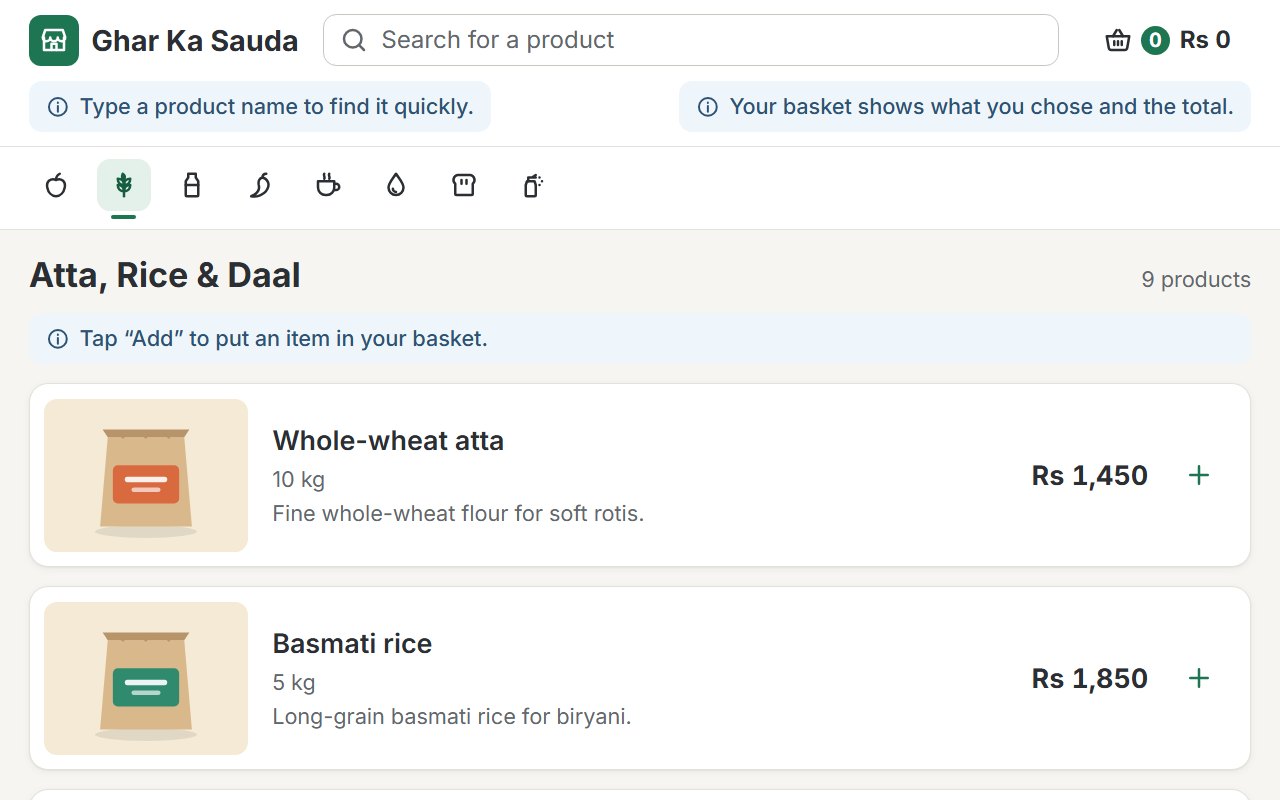 Ghar Ka Sauda
Search for a product
0 Rs 0
Type a product name to find it quickly.
Your basket shows what you chose and the total.
Atta, Rice & Daal
9 products
Tap “Add” to put an item in your basket.
Whole-wheat atta
10 kg
Fine whole-wheat flour for soft rotis.
Rs 1,450
Basmati rice
5 kg
Long-grain basmati rice for biryani.
Rs 1,850